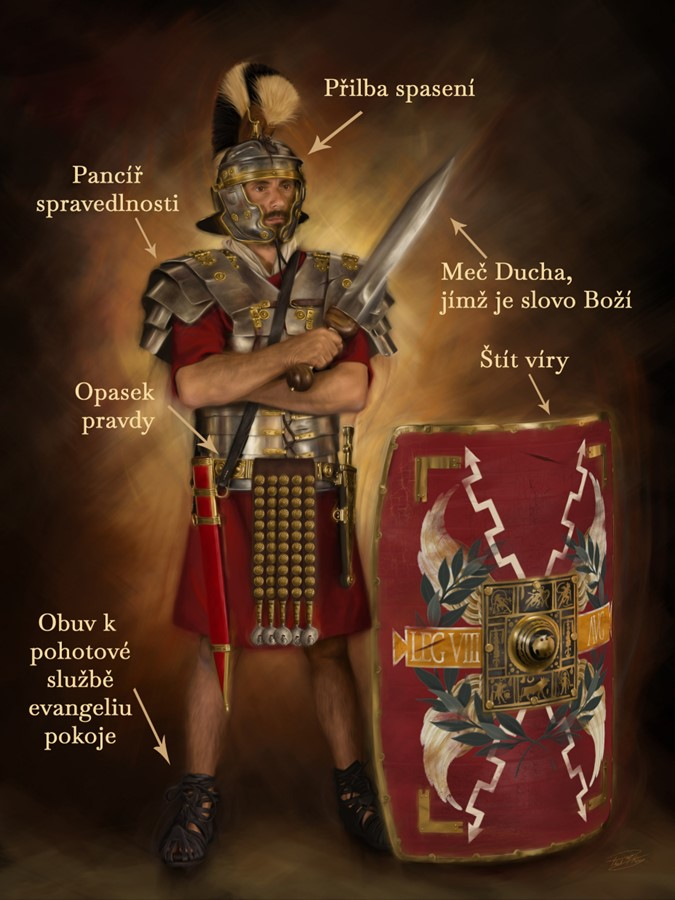 Přilba spasení
Pancíř
spravedlnosti
Meč Ducha,
jímž je slovo Boží
Štít víry
Opasek
pravdy
LEG VIII
AVG
Obuv k
pohotové
službě
evangeliu
pokoje